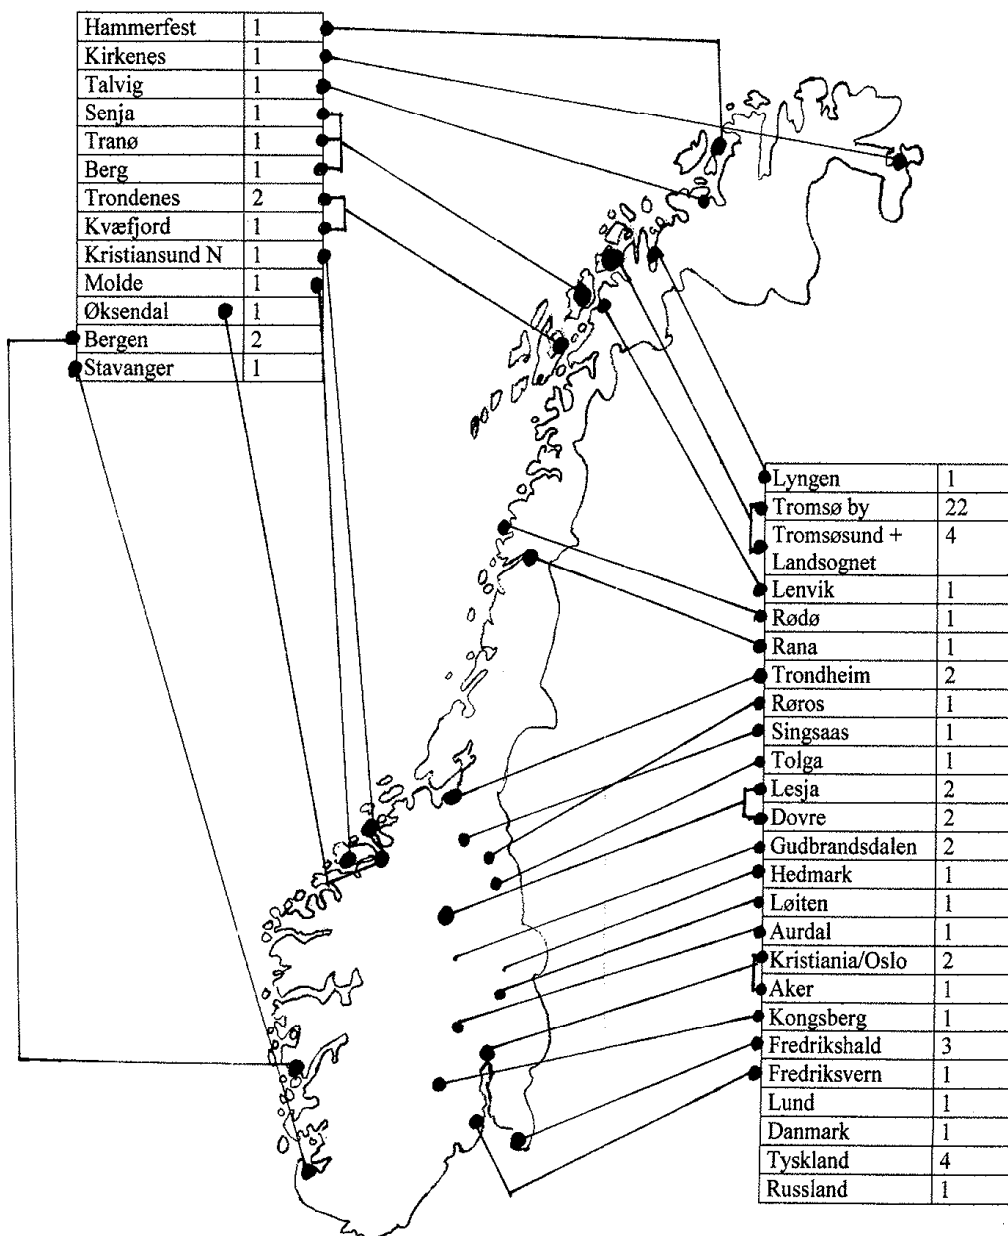 Hammerfest 1
Kirkenes 1
Talvig 1
Senja 1
Tranø 1
Berg 1
Trondenes 2
Kvæfjord 1
Kristiansund N 1
Molde 1
Øksendal 1
Bergen 2
Stavanger 1
Lyngen 1
Tromsø by 22
Tromsøsund + 4
Landsognet
Lenvik 1
Rødø 1
Rana 1
Trondheim 2
Røros 1
Singsaas 1
Tolga 1
Lesja 2
Dovre 2
Gudbrandsdalen 2
Hedmark 1
Løiten 1
Aurdal 1
Kristiania/Oslo 2
Aker 1
Kongsberg 1
Fredrikshald 3
Fredriksvern 1
Lund 1
Danmark 1
Tyskland 4
Russland 1